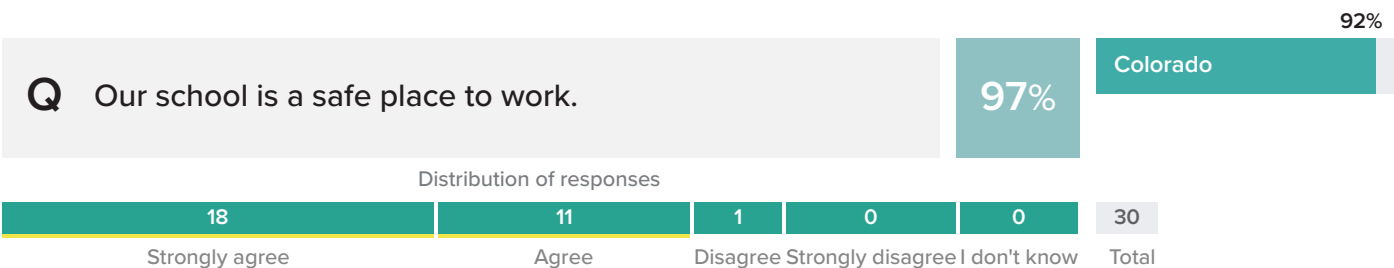 92%
Q Our school is a safe place to work.
97%
Colorado
Distribution of responses
18 11 1 0 0 30
Strongly agree Agree Disagree Strongly disagree I don't know Total